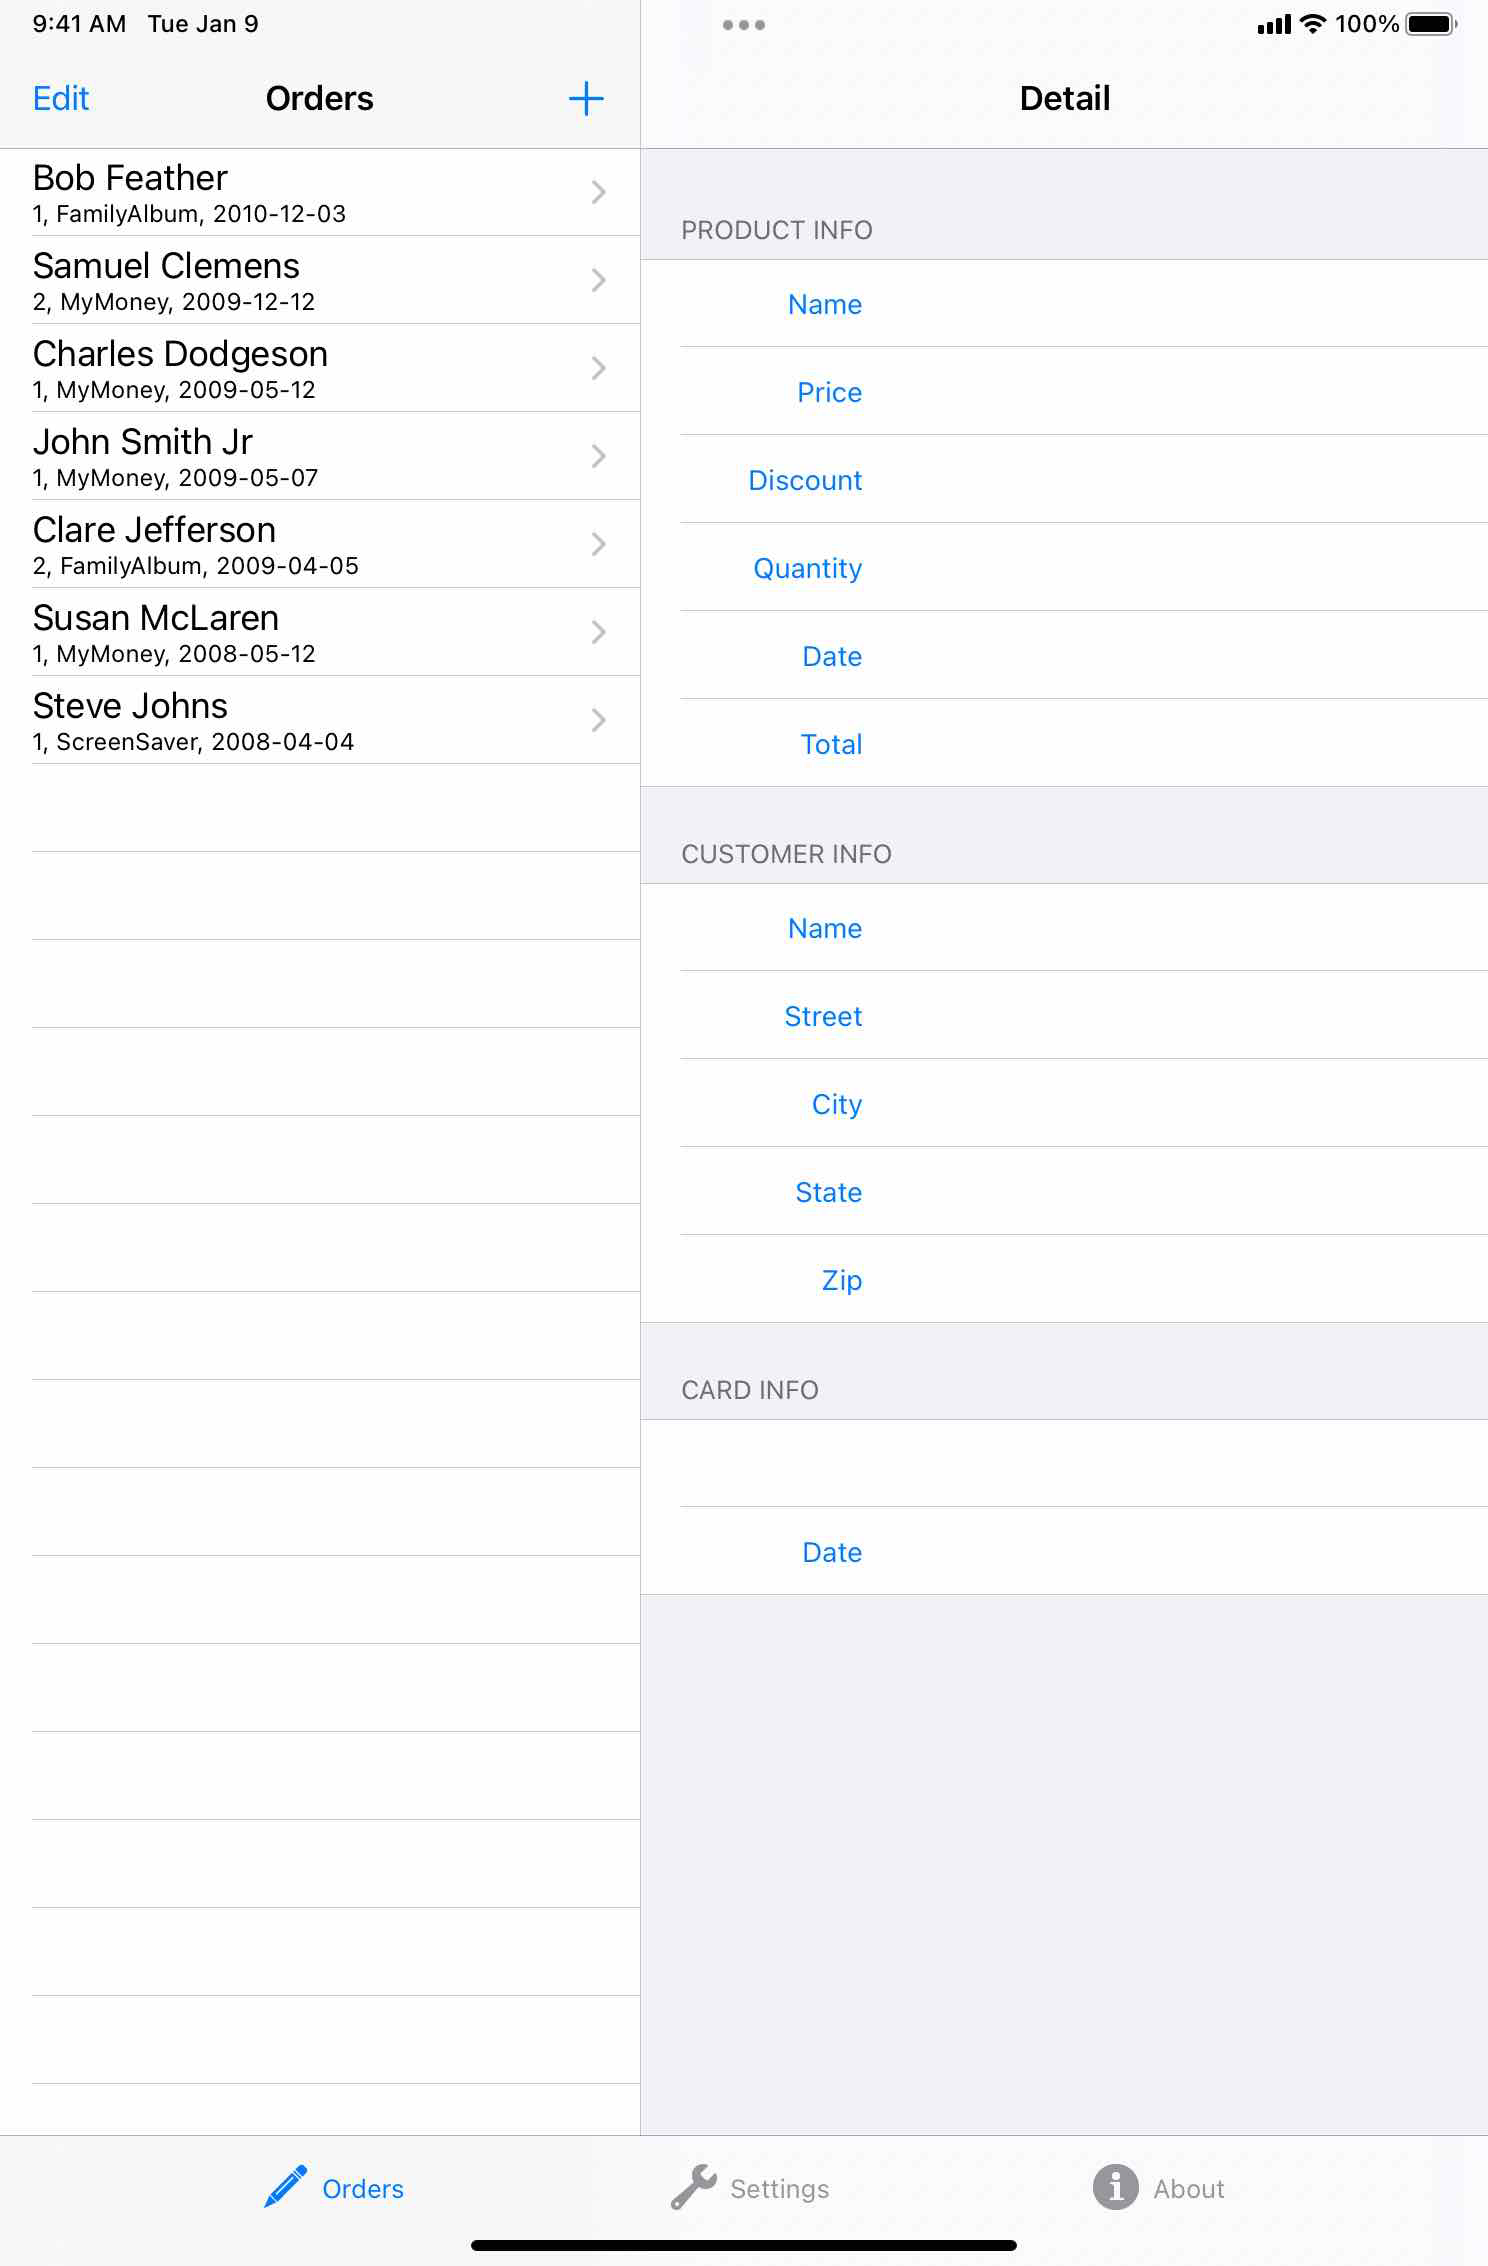 9:41 AM Tue Jan 9
100%
Edit
Orders
Bob Feather
1, FamilyAlbum, 2010-12-03
Samuel Clemens
2, MyMoney, 2009-12-12
Charles Dodgeson
1, MyMoney, 2009-05-12
John Smith Jr
1, MyMoney, 2009-05-07
Clare Jefferson
2, FamilyAlbum, 2009-04-05
Susan McLaren
1, MyMoney, 2008-05-12
Steve Johns
1, ScreenSaver, 2008-04-04
Detail
PRODUCT INFO
Name
Price
Discount
Quantity
Date
Total
CUSTOMER INFO
Name
Street
City
State
Zip
CARD INFO
Date
Orders
Settings
About